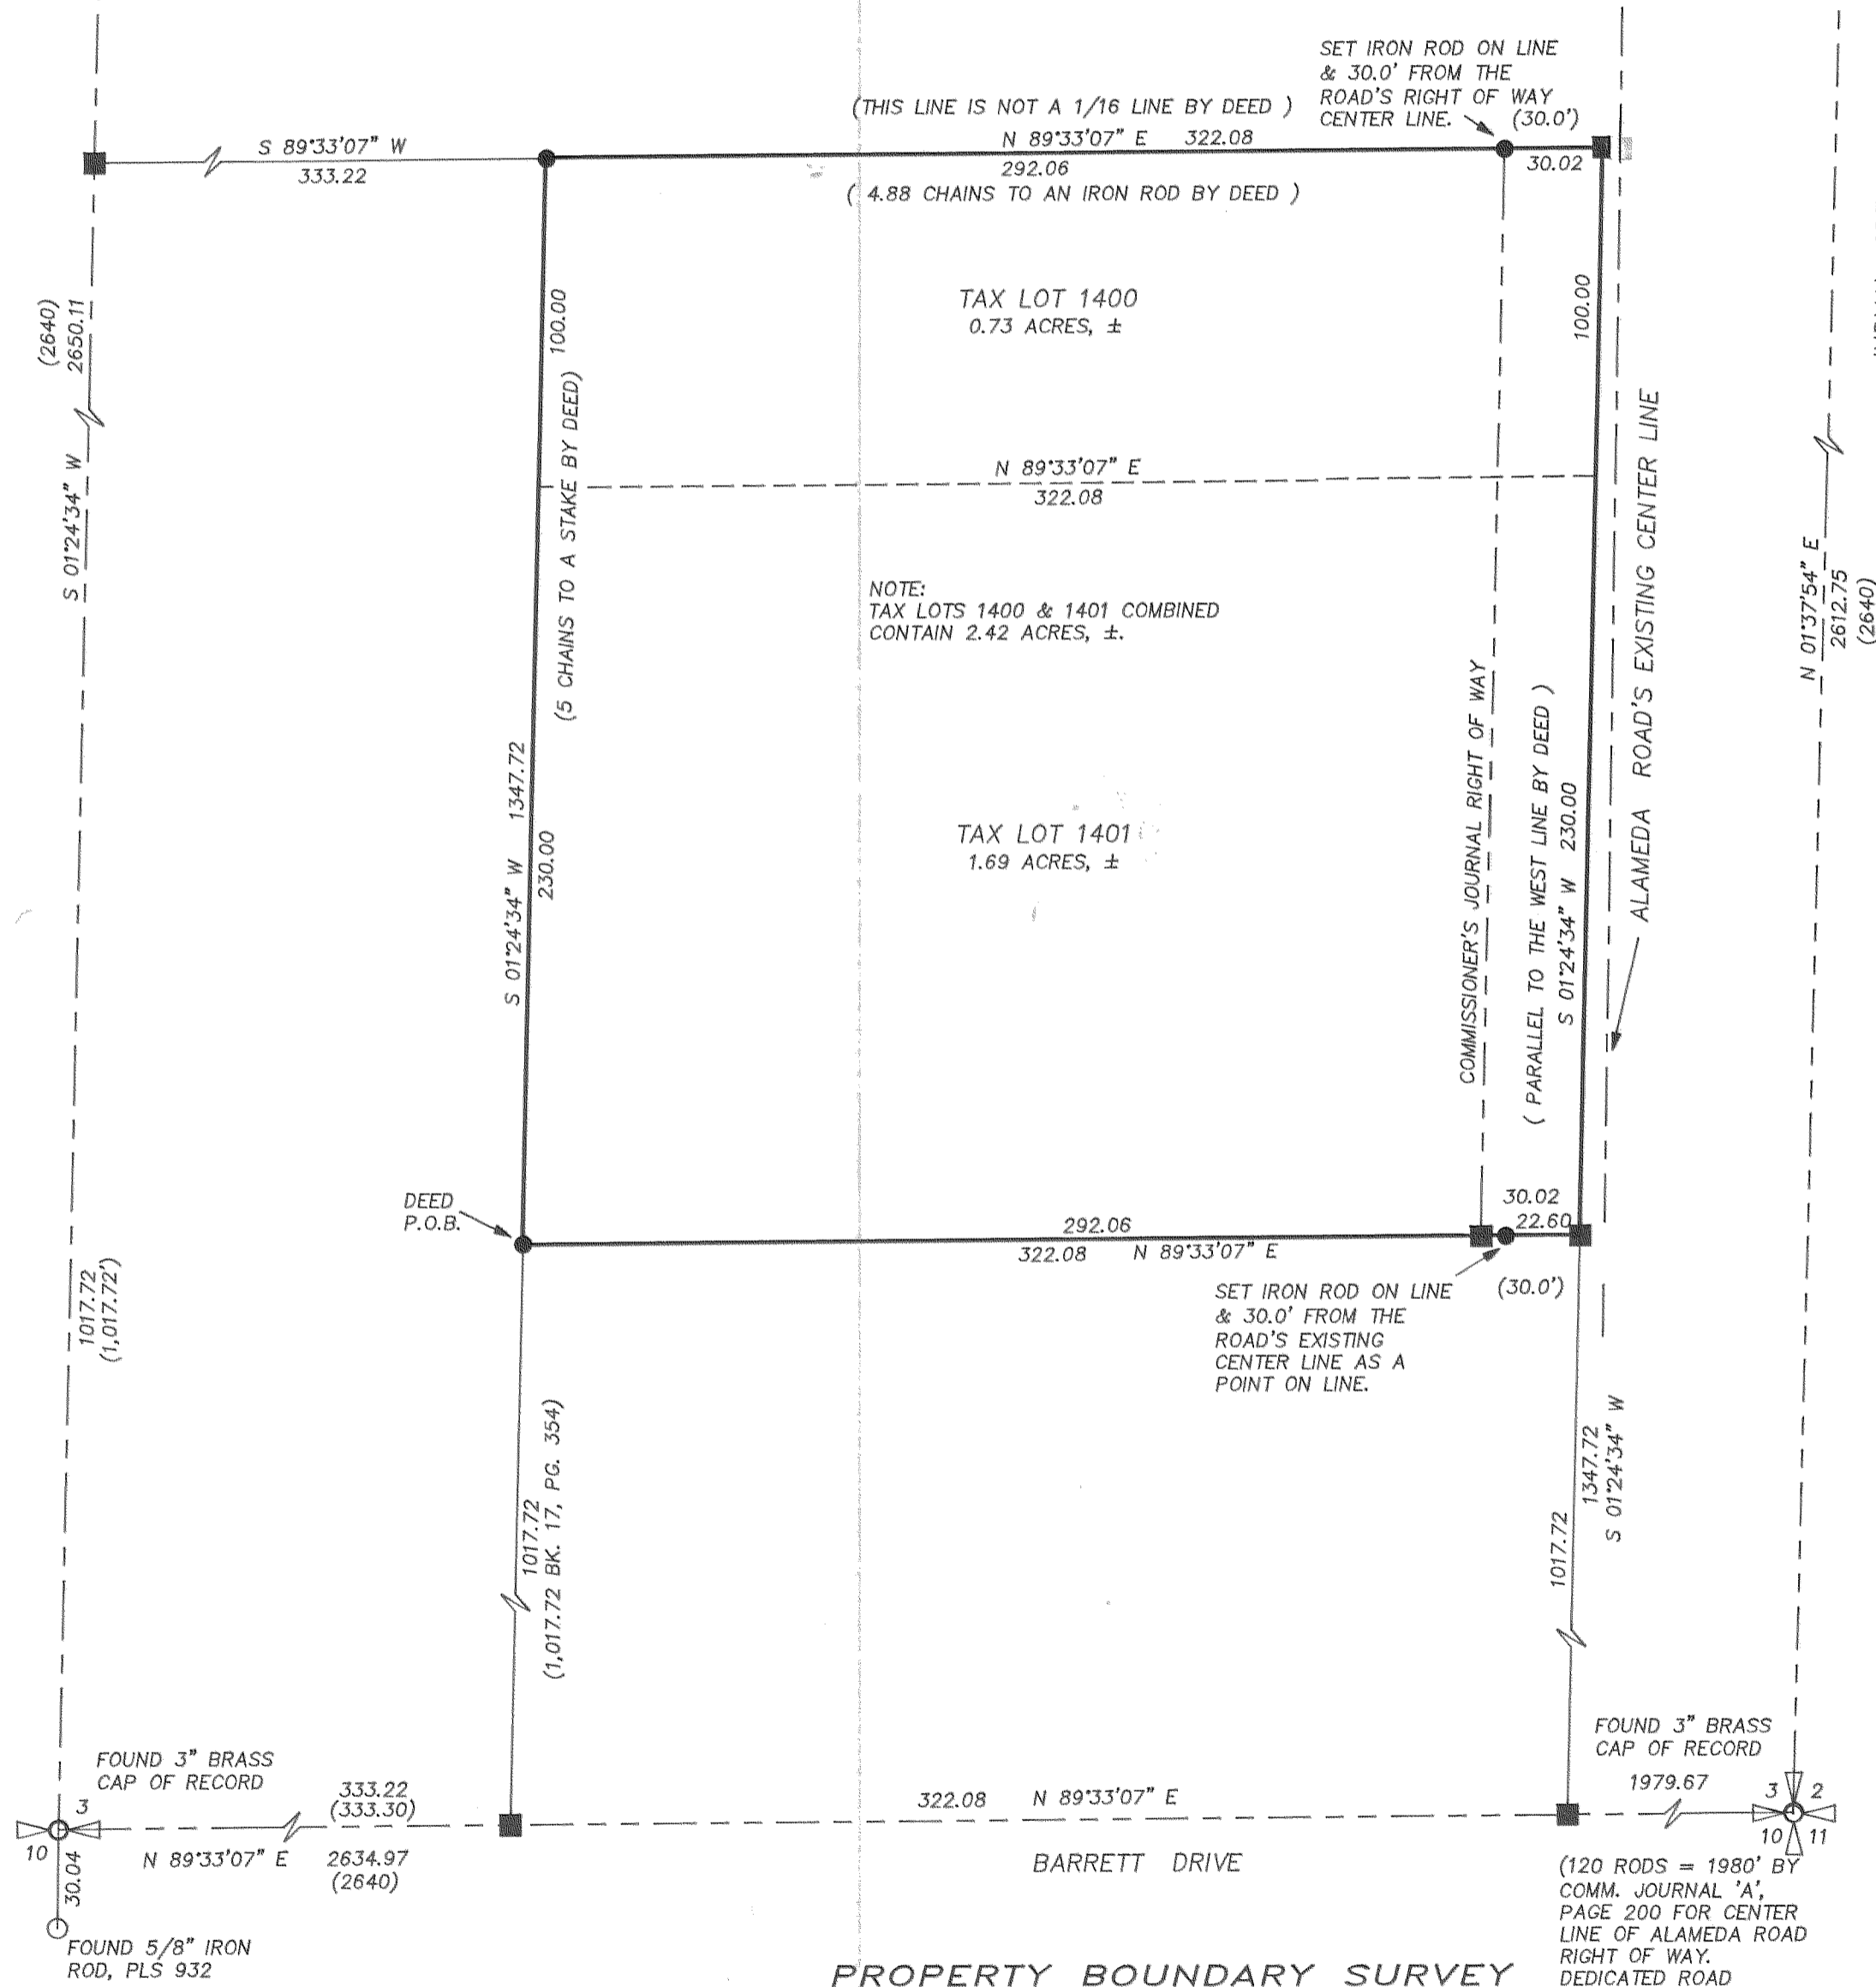 SET IRON ROD ON LINE
& 30.0' FROM THE
ROAD'S RIGHT OF WAY
CENTER LINE.
(30.0')
(THIS LINE IS NOT A 1/16 LINE BY DEED )
N 89°33'07" E 322.08
292.06
30.02
( 4.88 CHAINS TO AN IRON ROD BY DEED )
S 89°33'07" W
333.22
(2640)
2650.11
S 01°24'34" W
100.00
(5 CHAINS TO A STAKE BY DEED)
TAX LOT 1400
0.73 ACRES, ±
100.00
N 89°33'07" E
322.08
NOTE:
TAX LOTS 1400 & 1401 COMBINED
CONTAIN 2.42 ACRES, ±.
S 01°24'34" W 1347.72
230.00
TAX LOT 1401
1.69 ACRES, ±
COMMISSIONER'S JOURNAL RIGHT OF WAY
( PARALLEL TO THE WEST LINE BY DEED )
S 01°24'34" W 230.00
ALAMEDA ROAD'S EXISTING CENTER LINE
N 01°37'54" E
2612.75
(2640)
DEED
P.O.B.
292.06
322.08 N 89°33'07" E
30.02
22.60
(30.0')
SET IRON ROD ON LINE
& 30.0' FROM THE
ROAD'S EXISTING
CENTER LINE AS A
POINT ON LINE.
1017.72
(1,017.72')
1017.72
(1,017.72 BK. 17, PG. 354)
1017.72
1347.72
S 01°24'34" W
FOUND 3" BRASS
CAP OF RECORD
3
10
333.22
(333.30)
N 89°33'07" E 2634.97
(2640)
30.04
FOUND 5/8" IRON
ROD, PLS 932
322.08 N 89°33'07" E
BARRETT DRIVE
FOUND 3" BRASS
CAP OF RECORD
1979.67
3 2
10 11
(120 RODS = 1980' BY
COMM. JOURNAL 'A',
PAGE 200 FOR CENTER
LINE OF ALAMEDA ROAD
RIGHT OF WAY.
DEDICATED ROAD
PROPERTY BOUNDARY SURVEY